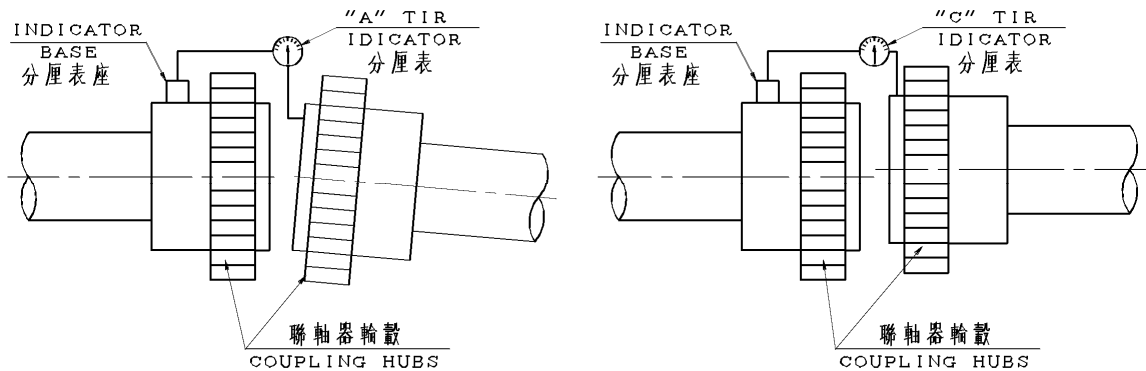 INDICATOR
BASE
分厘表座
"A" TIR
IDICATOR
分厘表
聯軸器輪轂
COUPLING HUBS
INDICATOR
BASE
分厘表座
"C" TIR
IDICATOR
分厘表
聯軸器輪轂
COUPLING HUBS